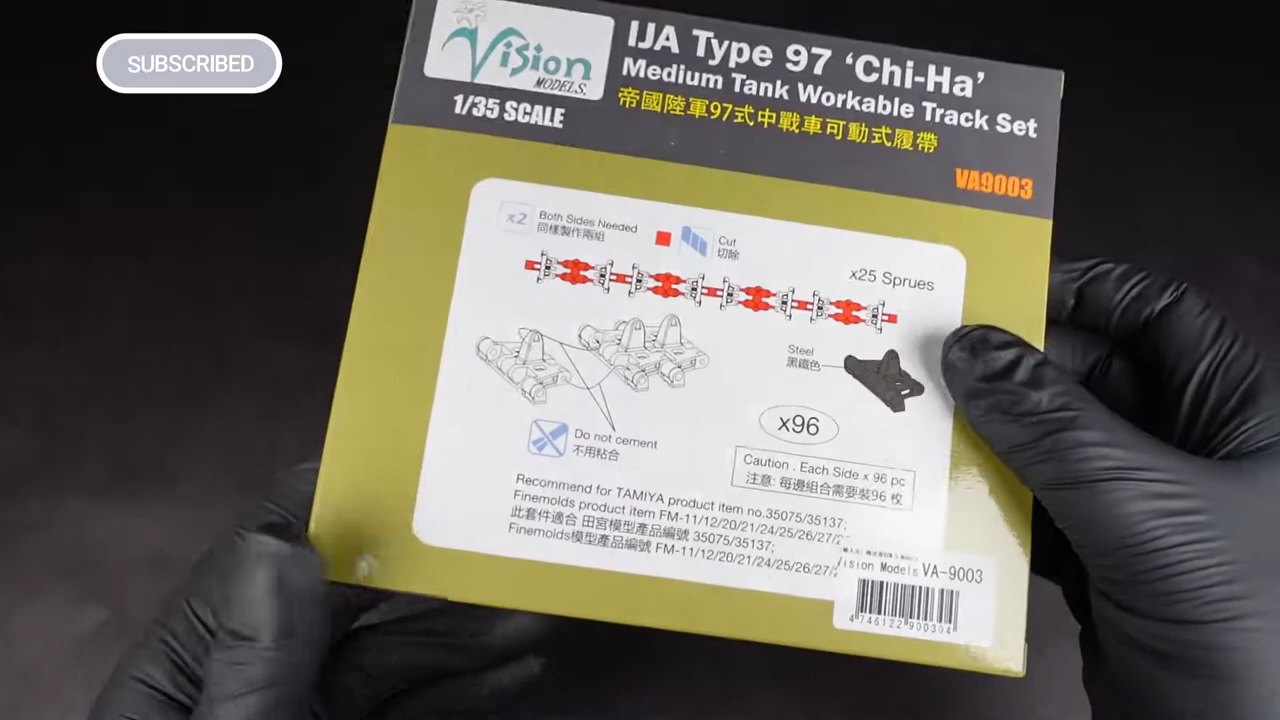 SUBSCRIBED
Vision
MODELS.
1/35 SCALE
IJA Type 97 ‘Chi-Ha’
Medium Tank Workable Track Set
帝國陸軍97式中戰車可動式履帶
VA9003
x2
Both Sides Needed
同樣製作兩組
Cut
切除
x25 Sprues
Steel
黑鐵色
x96
Do not cement
不用粘合
Caution . Each Side x 96 pc
注意: 每邊組合需要裝96 枚
Recommend for TAMIYA product item no.35075/35137;
Finemolds product item FM-11/12/20/21/24/25/26/27/2
此套件適合 田宮模型產品編號 35075/35137;
Finemolds模型產品編號 FM-11/12/20/21/24/25/26/27/
Vision Models VA-9003
4 746122 900304